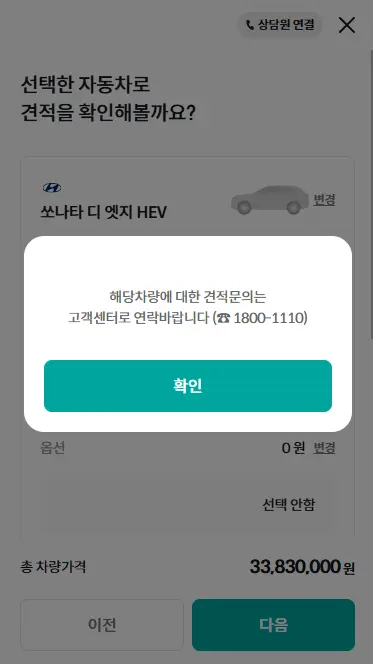 상담원 연결
선택한 자동차로
견적을 확인해볼까요?
쏘나타 디 엣지 HEV
변경
해당차량에 대한 견적문의는
고객센터로 연락바랍니다 (☎ 1800-1110)
확인
옵션 0 원 변경
선택 안함
총 차량가격 33,830,000 원
이전 다음